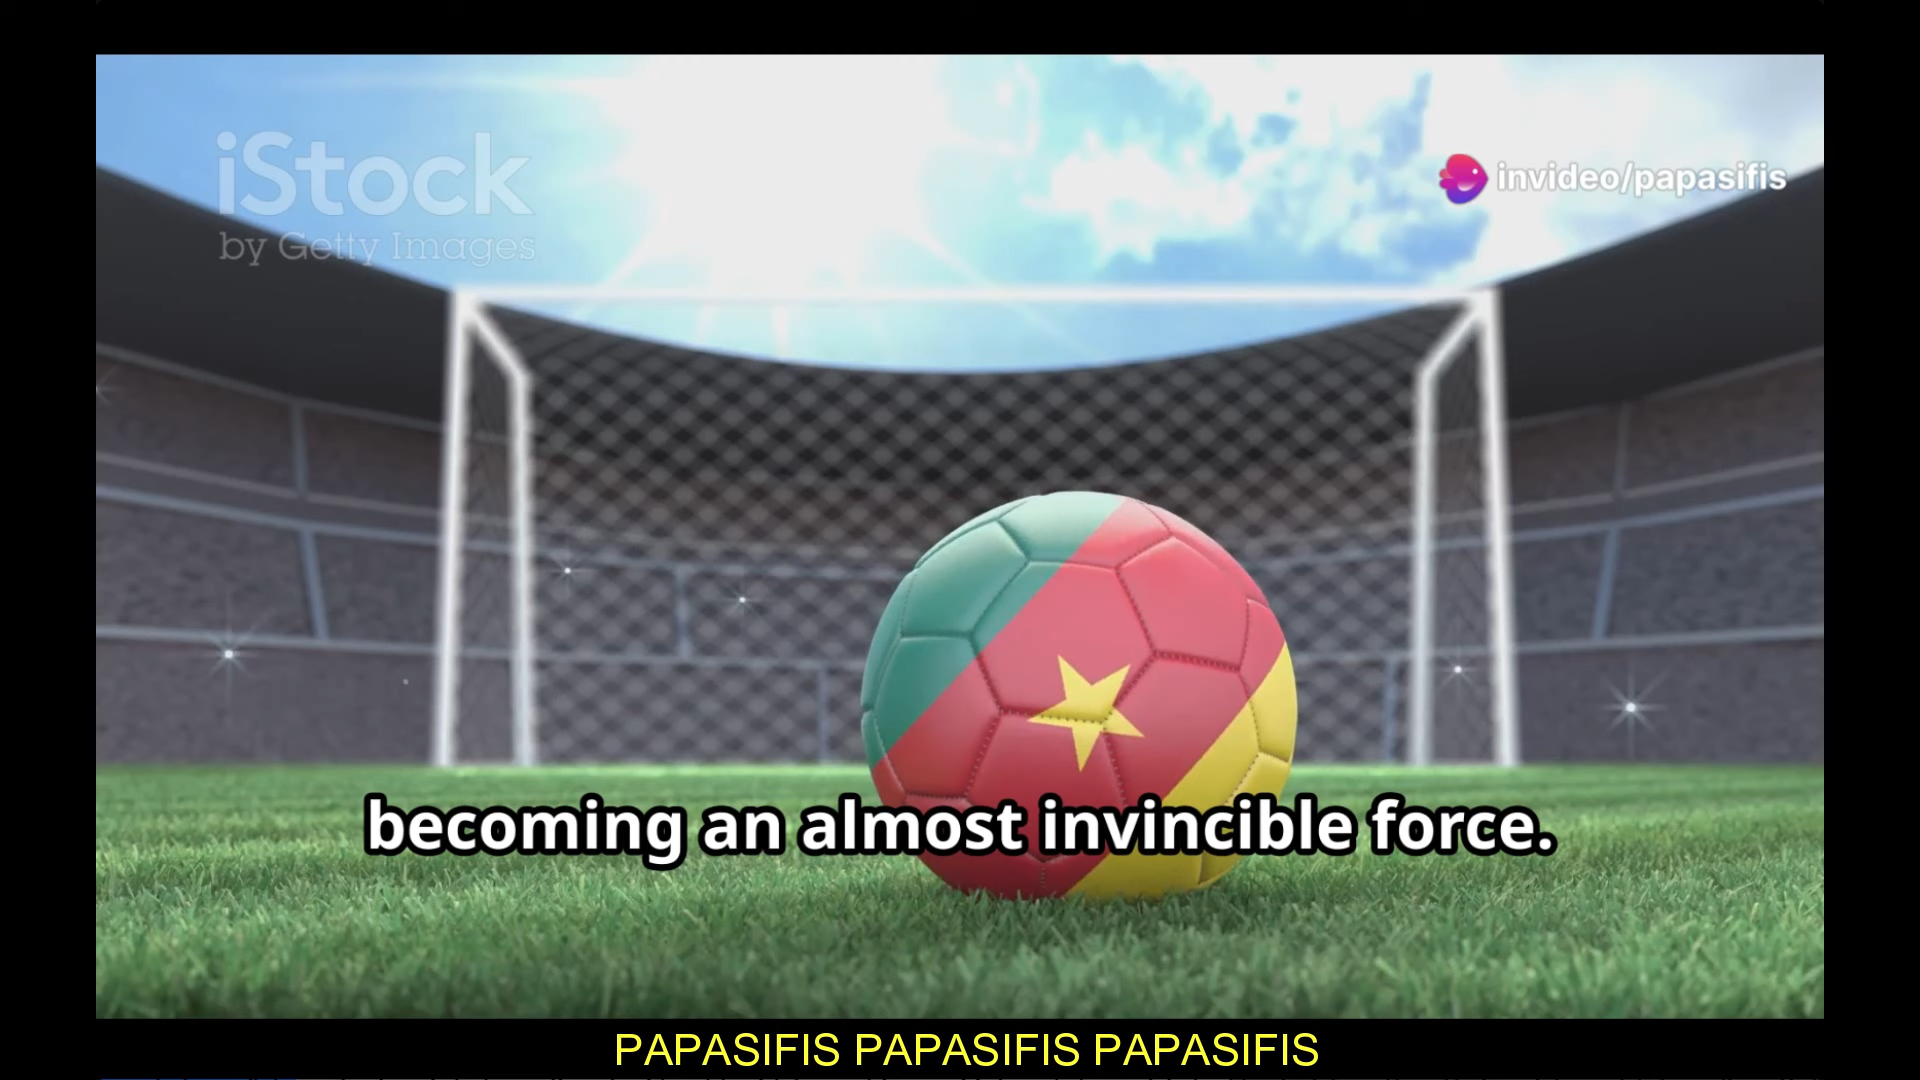 iStock
by Getty Images
invideo/papasifis
becoming an almost invincible force.
PAPASIFIS PAPASIFIS PAPASIFIS